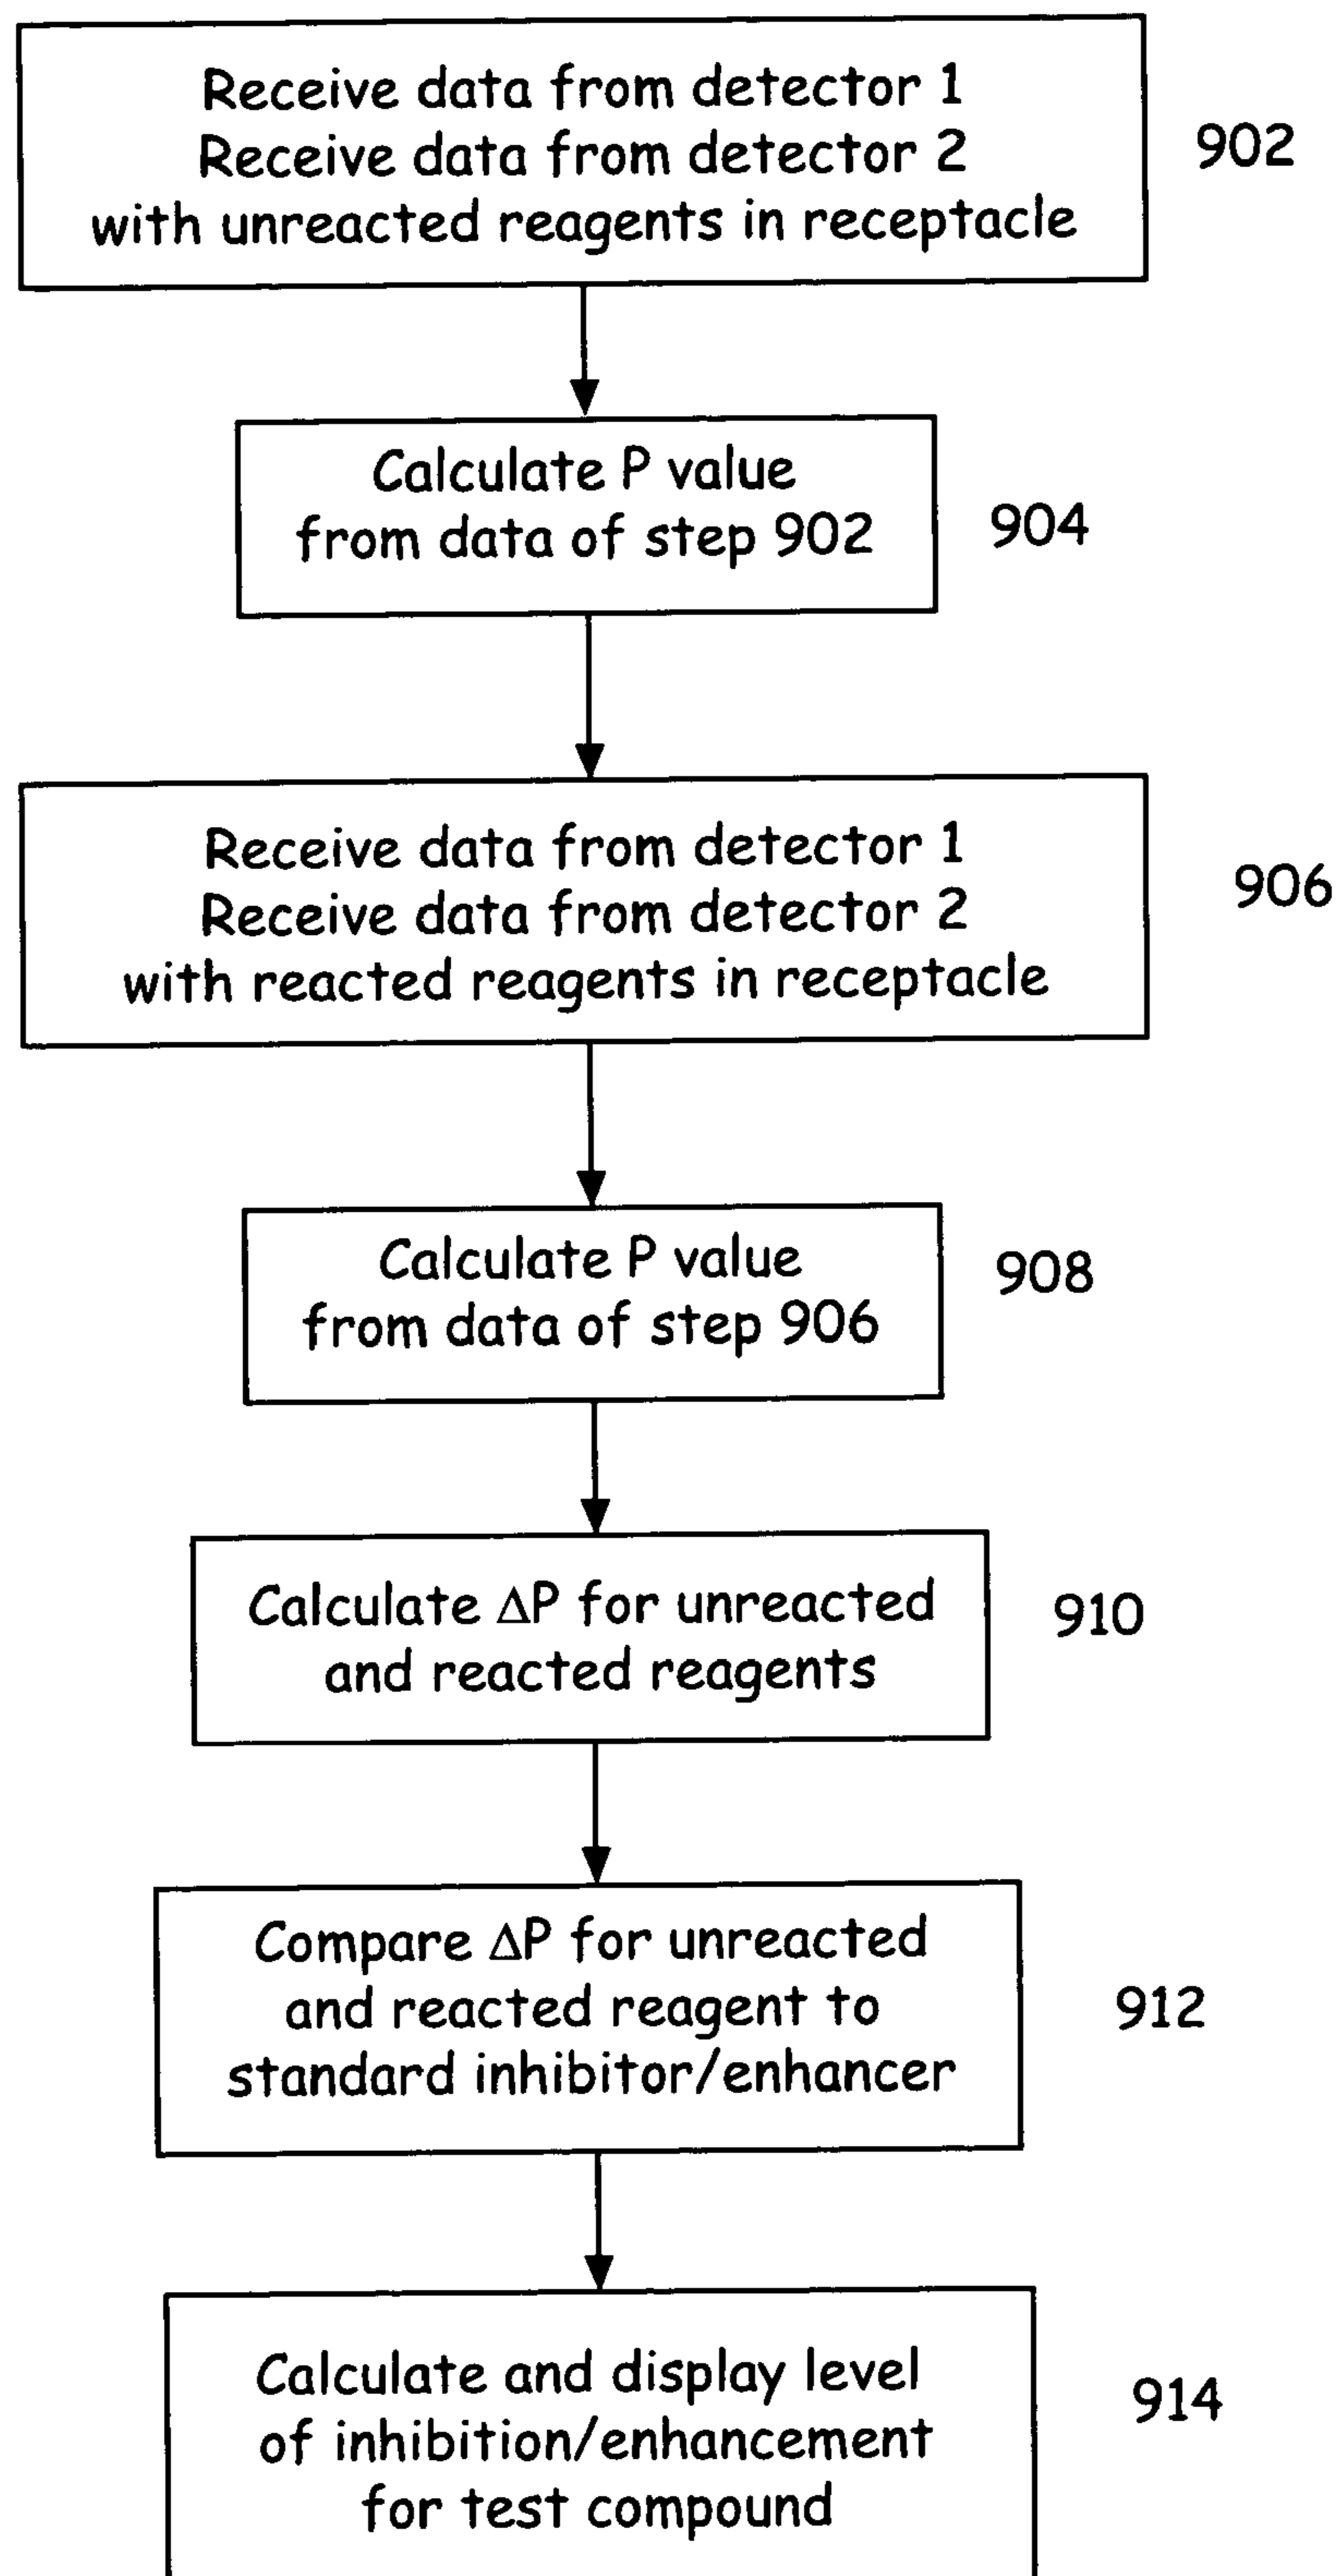 Receive data from detector 1
Receive data from detector 2
with unreacted reagents in receptacle
902
Calculate P value
from data of step 902
904
Receive data from detector 1
Receive data from detector 2
with reacted reagents in receptacle
906
Calculate P value
from data of step 906
908
Calculate ΔP for unreacted
and reacted reagents
910
Compare ΔP for unreacted
and reacted reagent to
standard inhibitor/enhancer
912
Calculate and display level
of inhibition/enhancement
for test compound
914